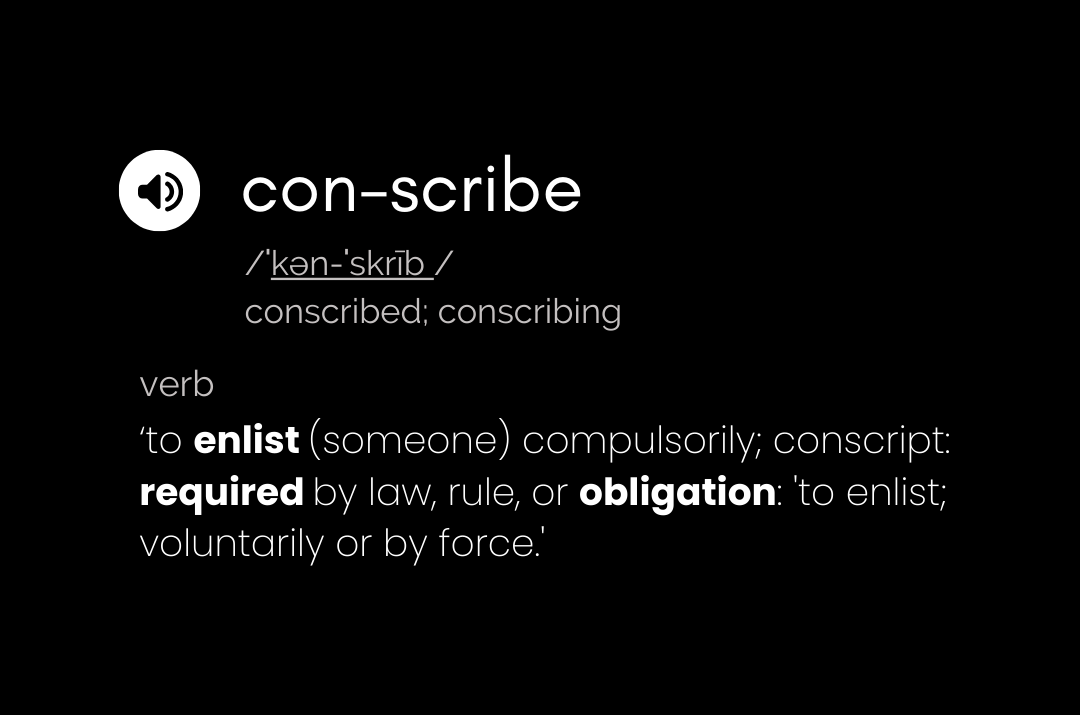 con-scribe
/ˈkən-ˈskrīb /
conscribed; conscribing
verb
‘to enlist (someone) compulsorily; conscript:
required by law, rule, or obligation: 'to enlist;
voluntarily or by force.'